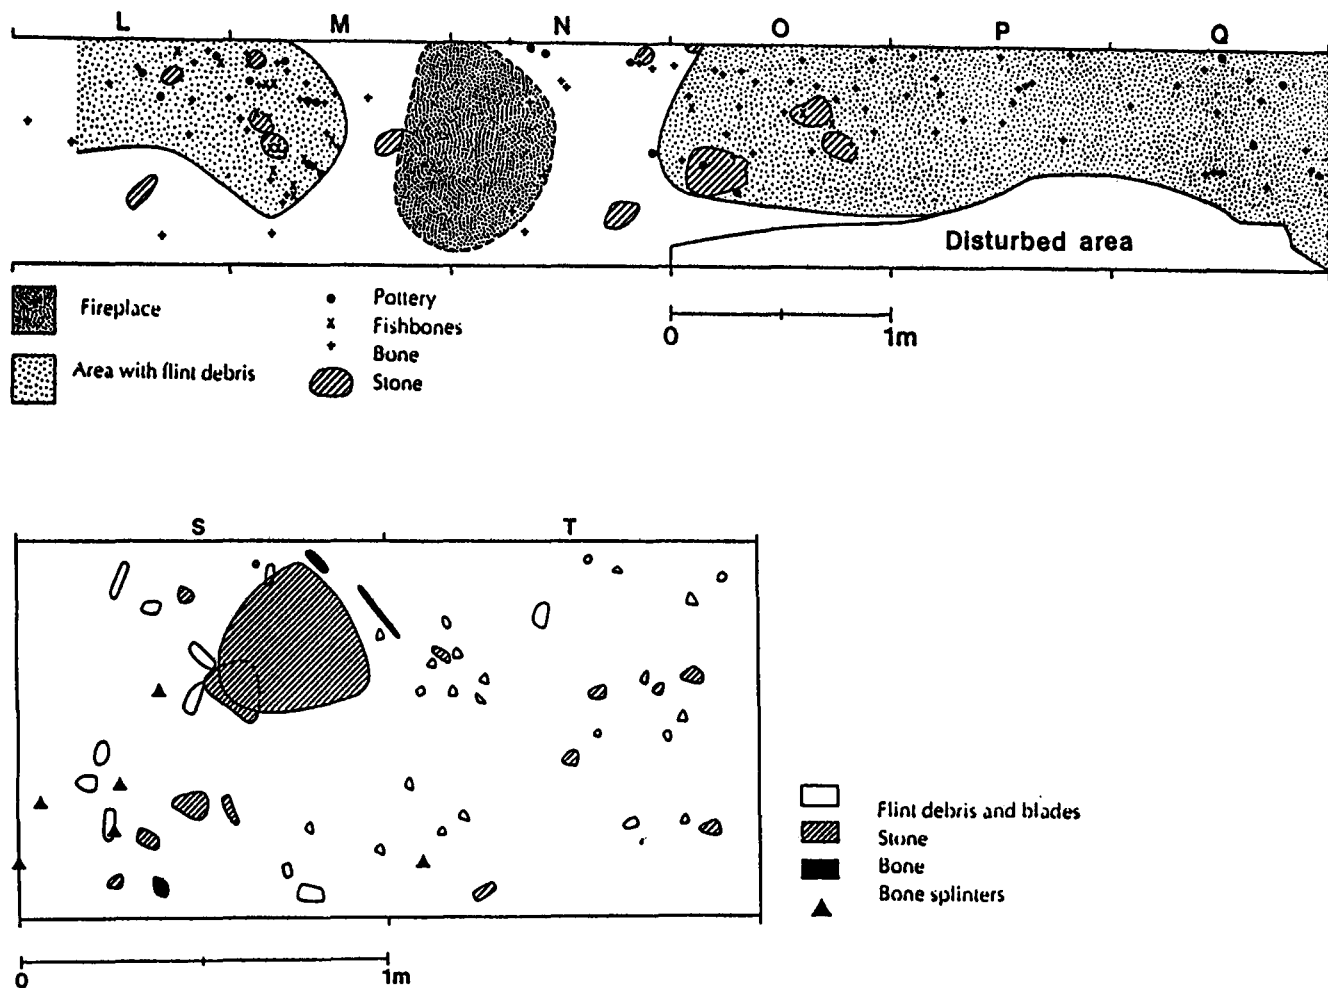 L M N O P Q
Disturbed area
Fireplace
Area with flint debris
Pottery
x Fishbones
+ Bone
Stone
0 1m
S T
Flint debris and blades
Stone
Bone
Bone splinters
0 1m